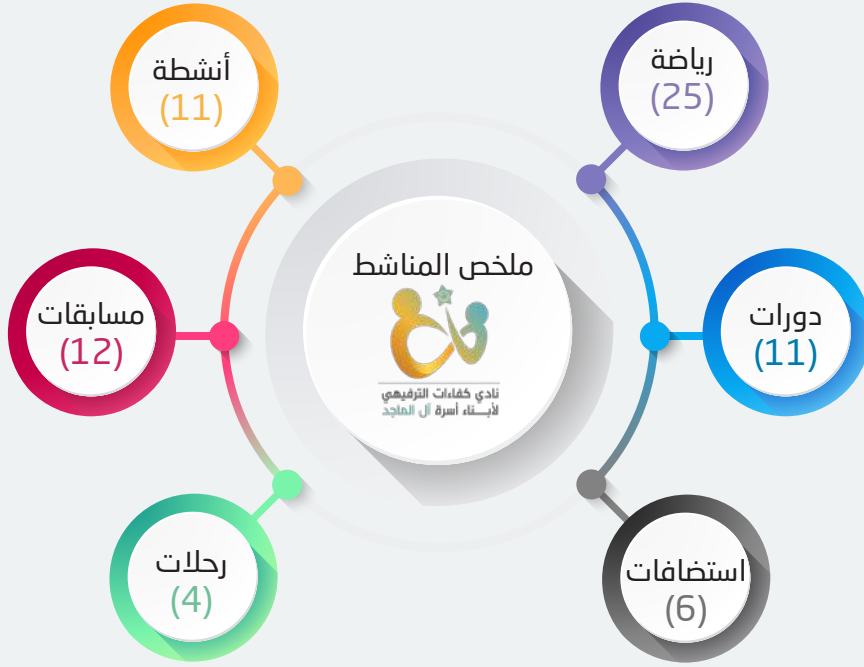 رياضة
(25)
أنشطة
(11)
ملخص المناشط
نادي كفاءات الترفيهي
لأبـــناء أسرة آل الماجد
دورات
(11)
مسابقات
(12)
استضافات
(6)
رحلات
(4)